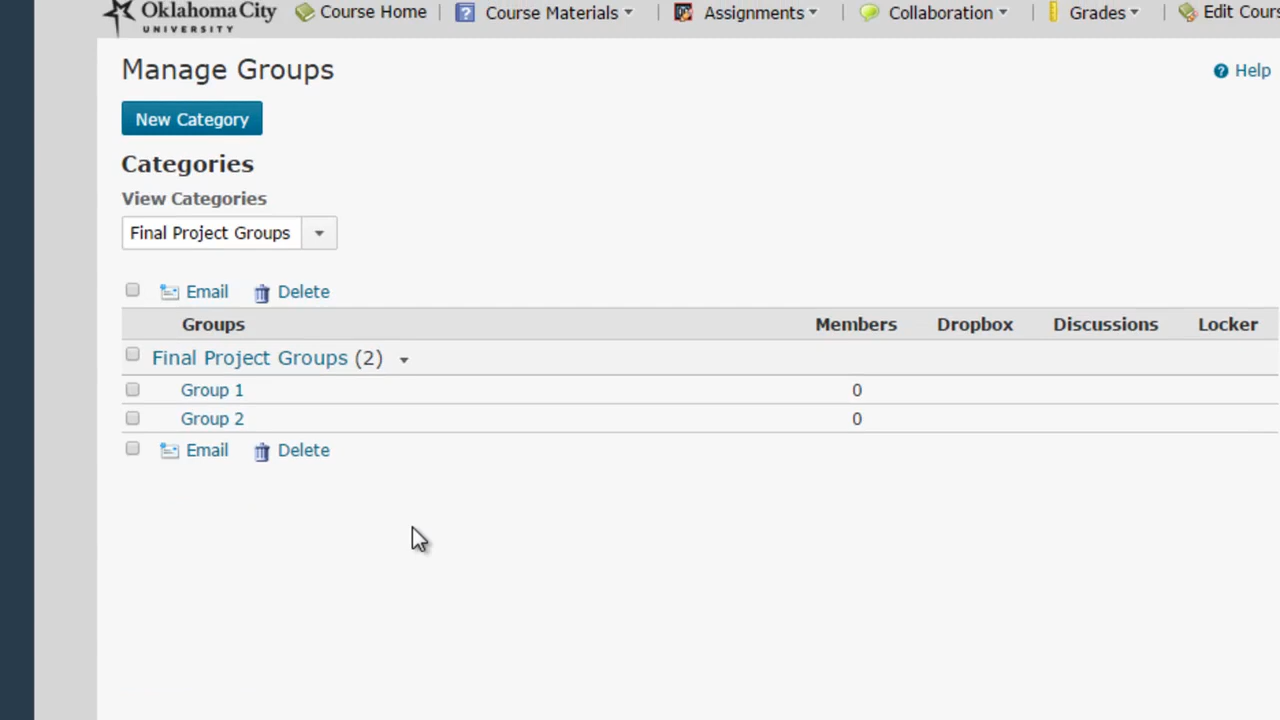 Oklahoma City
UNIVERSITY
Course Home
Course Materials
Assignments
Collaboration
Grades
Edit Cours
Manage Groups
Help
New Category
Categories
View Categories
Final Project Groups
Email Delete
Groups Members Dropbox Discussions Locker
Final Project Groups (2)
Group 1 0
Group 2 0
Email Delete